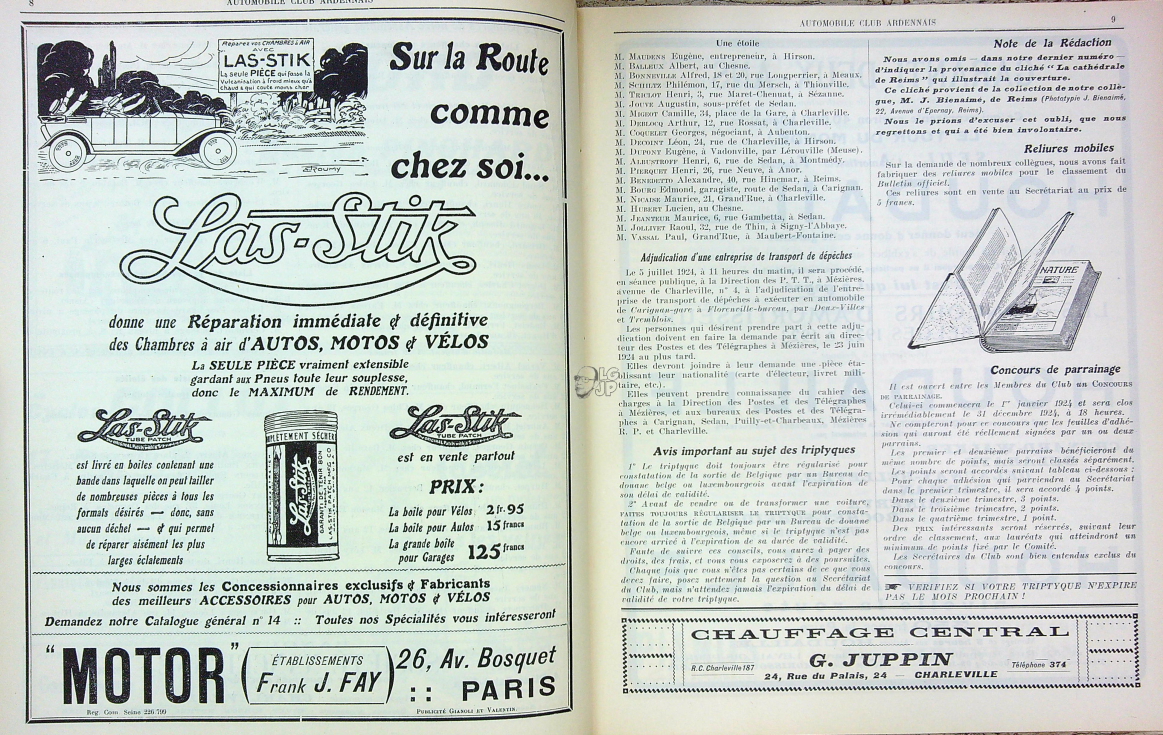 8
AUTOMOBILE CLUB ARDENNAIS
Réparez vos CHAMBRES à AIR
AVEC
LAS-STIK
La seule PIÈCE qui fasse la
Vulcanisation à froid mieux qu'à
chaud & qui coute moins cher
Roumy
Sur la Route
comme
chez soi...
Las-Stik
donne une Réparation immédiate & définitive
des Chambres à air d'AUTOS, MOTOS & VÉLOS
La SEULE PIÈCE vraiment extensible
gardant aux Pneus toute leur souplesse,
donc le MAXIMUM de RENDEMENT.
Las-Stik
TUBE PATCH
est livré en boites contenant une
bande dans laquelle on peut tailler
de nombreuses pièces à tous les
formats désirés — donc, sans
aucun déchet — & qui permet
de réparer aisément les plus
larges éclatements
Las-Stik
LAS-STIK PATCH MFG CO
Las-Stik
TUBE PATCH
est en vente partout
PRIX :
La boite pour Vélos 2 fr. 95
La boite pour Autos 15 francs
La grande boite
pour Garages 125 francs
Nous sommes les Concessionnaires exclusifs & Fabricants
des meilleurs ACCESSOIRES pour AUTOS, MOTOS & VÉLOS
Demandez notre Catalogue général n° 14 :: Toutes nos Spécialités vous intéresseront
"MOTOR"
ÉTABLISSEMENTS
Frank J. FAY
26, Av. Bosquet
:: PARIS
Reg. Com. Seine 226.799
PUBLICITÉ GIANOLI ET VALENTIN.
AUTOMOBILE CLUB ARDENNAIS
9
Une étoile
M. MAUDENS Eugène, entrepreneur, à Hirson.
M. BALEUX Albert, au Chesne.
M. BONNEVILLE Alfred, 18 et 20, rue Longperrier, à Meaux.
M. SCHILTZ Philémon, 17, rue du Mersch, à Thionville.
M. TRAMOY Henri, 3, rue Maret-Chennut, à Sézanne.
M. JOUVE Augustin, sous-préfet de Sedan.
M. MIGEOT Camille, 34, place de la Gare, à Charleville.
M. DERLOCQ Arthur, 12, rue Rossat, à Charleville.
M. COQUELET Georges, négociant, à Aubenton.
M. DECOINT Léon, 24, rue de Charleville, à Hirson.
M. DUPONT Eugène, à Vadonville, par Lérouville (Meuse).
M. ALBUSTROFF Henri, 6, rue de Sedan, à Montmédy.
M. PIERQUET Henri, 26, rue Neuve, à Anor.
M. BENEDETTO Alexandre, 40, rue Hincmar, à Reims.
M. BOURG Edmond, garagiste, route de Sedan, à Carignan.
M. NICAISE Maurice, 21, Grand'Rue, à Charleville.
M. HUBERT Lucien, au Chesne.
M. JEANTEUR Maurice, 6, rue Gambetta, à Sedan.
M. JOLLIVET Raoul, 32, rue de Thin, à Signy-l'Abbaye.
M. VASSAL Paul, Grand'Rue, à Maubert-Fontaine.
Adjudication d'une entreprise de transport de dépêches
Le 5 juillet 1924, à 11 heures du matin, il sera procédé,
en séance publique, à la Direction des P. T. T., à Mézières,
avenue de Charleville, n° 4, à l'adjudication de l'entre-
prise de transport de dépêches à exécuter en automobile
de Carignan-gare à Florenville-bureau, par Deux-Villes
et Tremblois.
Les personnes qui désirent prendre part à cette adju-
dication doivent en faire la demande par écrit au direc-
teur des Postes et des Télégraphes à Mézières, le 23 juin
1924 au plus tard.
Elles devront joindre à leur demande une pièce éta-
blissant leur nationalité (carte d'électeur, livret mili-
taire, etc.).
Elles peuvent prendre connaissance du cahier des
charges à la Direction des Postes et des Télégraphes
à Mézières, et aux bureaux des Postes et des Télégra-
phes à Carignan, Sedan, Puilly-et-Charbeaux, Mézières
R. P. et Charleville.
Avis important au sujet des triptyques
1° Le triptyque doit toujours être régularisé pour
constatation de la sortie de Belgique par un Bureau de
douane belge ou luxembourgeois avant l'expiration de
son délai de validité.
2° Avant de vendre ou de transformer une voiture,
FAITES TOUJOURS RÉGULARISER LE TRIPTYQUE pour consta-
tation de la sortie de Belgique par un Bureau de douane
belge ou luxembourgeois, même si le triptyque n'est pas
encore arrivé à l'expiration de sa durée de validité.
Faute de suivre ces conseils, vous aurez à payer des
droits, des frais, et vous vous exposerez à des poursuites.
Chaque fois que vous n'êtes pas certains de ce que vous
devez faire, posez nettement la question au Secrétariat
du Club, mais n'attendez jamais l'expiration du délai de
validité de votre triptyque.
Note de la Rédaction
Nous avons omis — dans notre dernier numéro —
d'indiquer la provenance du cliché " La cathédrale
de Reims " qui illustrait la couverture.
Ce cliché provient de la collection de notre collè-
gue, M. J. Bienaimé, de Reims (Phototypie J. Bienaimé,
22, Avenue d'Epernay, Reims).
Nous le prions d'excuser cet oubli, que nous
regrettons et qui a été bien involontaire.
Reliures mobiles
Sur la demande de nombreux collègues, nous avons fait
fabriquer des reliures mobiles pour le classement du
Bulletin officiel.
Ces reliures sont en vente au Secrétariat au prix de
5 francs.
NATURE
Concours de parrainage
Il est ouvert entre les Membres du Club un CONCOURS
DE PARRAINAGE.
Celui-ci commencera le 1er janvier 1924 et sera clos
irrémédiablement le 31 décembre 1924, à 18 heures.
Ne compteront pour ce concours que les feuilles d'adhé-
sion qui auront été réellement signées par un ou deux
parrains.
Les premier et deuxième parrains bénéficieront du
même nombre de points, mais seront classés séparément.
Les points seront accordés suivant tableau ci-dessous :
Pour chaque adhésion qui parviendra au Secrétariat
dans le premier trimestre, il sera accordé 4 points.
Dans le deuxième trimestre, 3 points.
Dans le troisième trimestre, 2 points.
Dans le quatrième trimestre, 1 point.
Des PRIX intéressants seront réservés, suivant leur
ordre de classement, aux lauréats qui atteindront un
minimum de points fixé par le Comité.
Les Secrétaires du Club sont bien entendus exclus du
concours.
☛ VERIFIEZ SI VOTRE TRIPTYQUE N'EXPIRE
PAS LE MOIS PROCHAIN !
CHAUFFAGE CENTRAL
R.C. Charleville 187
G. JUPPIN
Téléphone 374
24, Rue du Palais, 24 — CHARLEVILLE
LG
JP